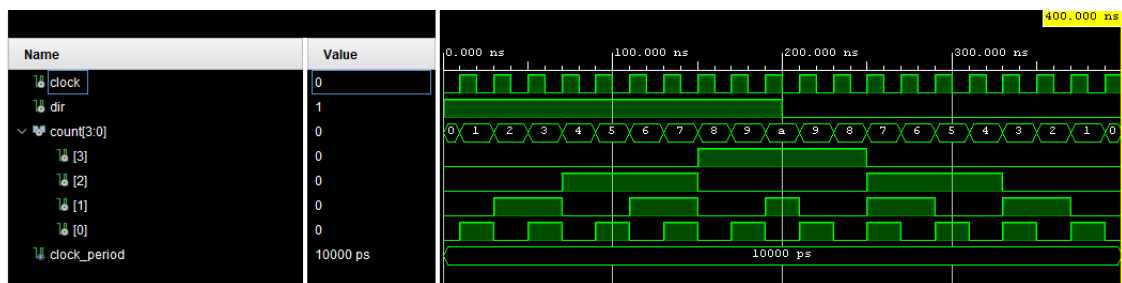 400.000 ns
Name Value 0.000 ns 100.000 ns 200.000 ns 300.000 ns
clock 0
dir 1
count[3:0] 0 0 1 2 3 4 5 6 7 8 9 a 9 8 7 6 5 4 3 2 1 0
[3] 0
[2] 0
[1] 0
[0] 0
clock_period 10000 ps 10000 ps